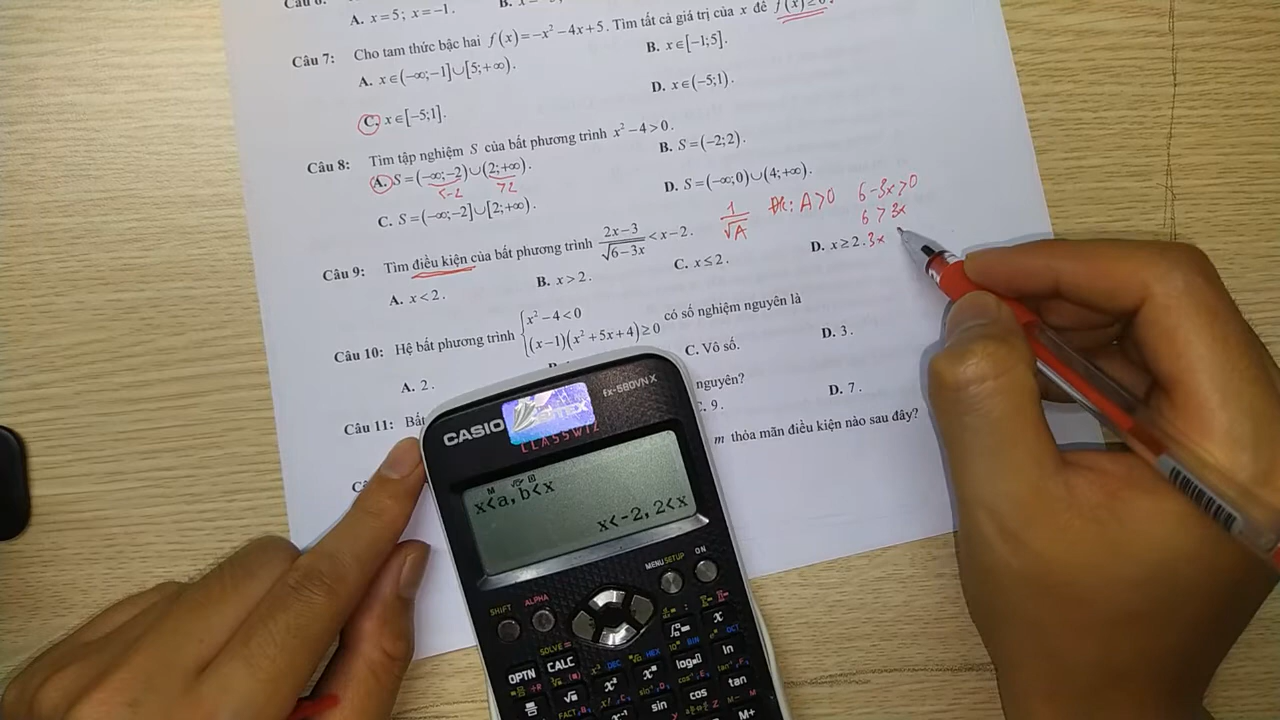 A. x=5; x=−1.
Câu 7: Cho tam thức bậc hai f(x)=−x²−4x+5. Tìm tất cả giá trị của x để f(x)≥0.
A. x∈(−∞;−1]∪[5;+∞).
B. x∈[−1;5].
C. x∈[−5;1].
D. x∈(−5;1).
Câu 8: Tìm tập nghiệm S của bất phương trình x²−4>0.
A. S=(−∞;−2)∪(2;+∞).
B. S=(−2;2).
<-2 >2
C. S=(−∞;−2]∪[2;+∞).
D. S=(−∞;0)∪(4;+∞).
1/√A ĐK: A>0 6-3x>0
6 > 3x
3x
Câu 9: Tìm điều kiện của bất phương trình (2x−3)/√(6−3x) < x−2.
A. x<2.
B. x>2.
C. x≤2.
D. x≥2.
Câu 10: Hệ bất phương trình {x²−4<0 (x−1)(x²+5x+4)≥0 có số nghiệm nguyên là
A. 2.
C. Vô số.
D. 3.
Câu 11:
nguyên?
C. 9.
D. 7.
m thỏa mãn điều kiện nào sau đây?
CASIO fx-580VN X
CLASSWIZ
x<a,b<x
x<-2,2<x
MENU SETUP ON
SHIFT ALPHA
SOLVE =
OPTN CALC x
sin cos tan
ln
M+